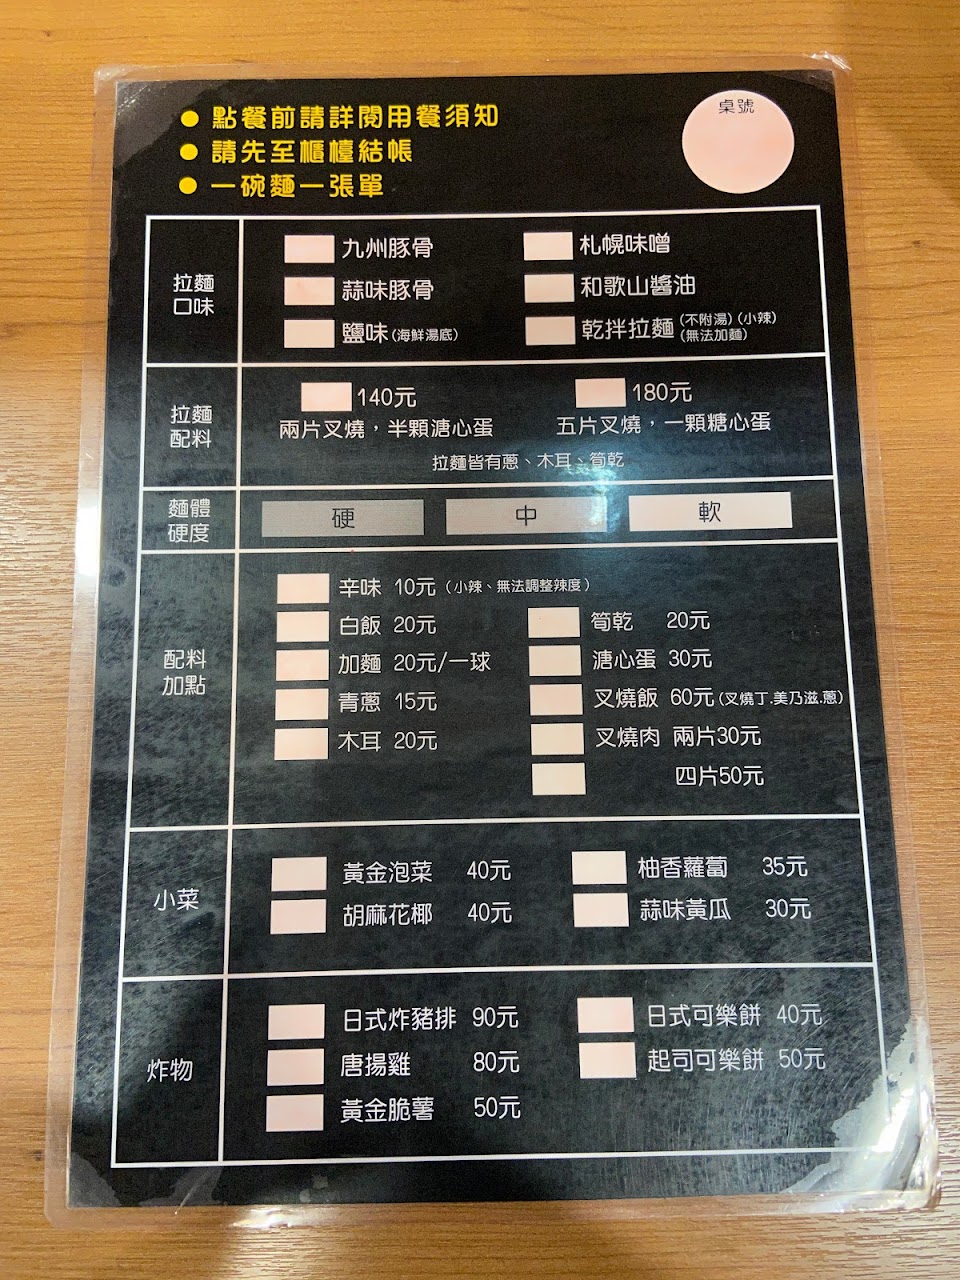 桌號
● 點餐前請詳閱用餐須知
● 請先至櫃檯結帳
● 一碗麵一張單
拉麵口味
九州豚骨 札幌味噌
蒜味豚骨 和歌山醬油
鹽味(海鮮湯底) 乾拌拉麵(不附湯)(小辣)(無法加麵)
拉麵配料
140元 180元
兩片叉燒，半顆溏心蛋 五片叉燒，一顆糖心蛋
拉麵皆有蔥、木耳、筍乾
麵體硬度
硬 中 軟
配料加點
辛味 10元(小辣、無法調整辣度)
白飯 20元 筍乾 20元
加麵 20元/一球 溏心蛋 30元
青蔥 15元 叉燒飯 60元(叉燒丁.美乃滋.蔥)
木耳 20元 叉燒肉 兩片30元
四片50元
小菜
黃金泡菜 40元 柚香蘿蔔 35元
胡麻花椰 40元 蒜味黃瓜 30元
炸物
日式炸豬排 90元 日式可樂餅 40元
唐揚雞 80元 起司可樂餅 50元
黃金脆薯 50元